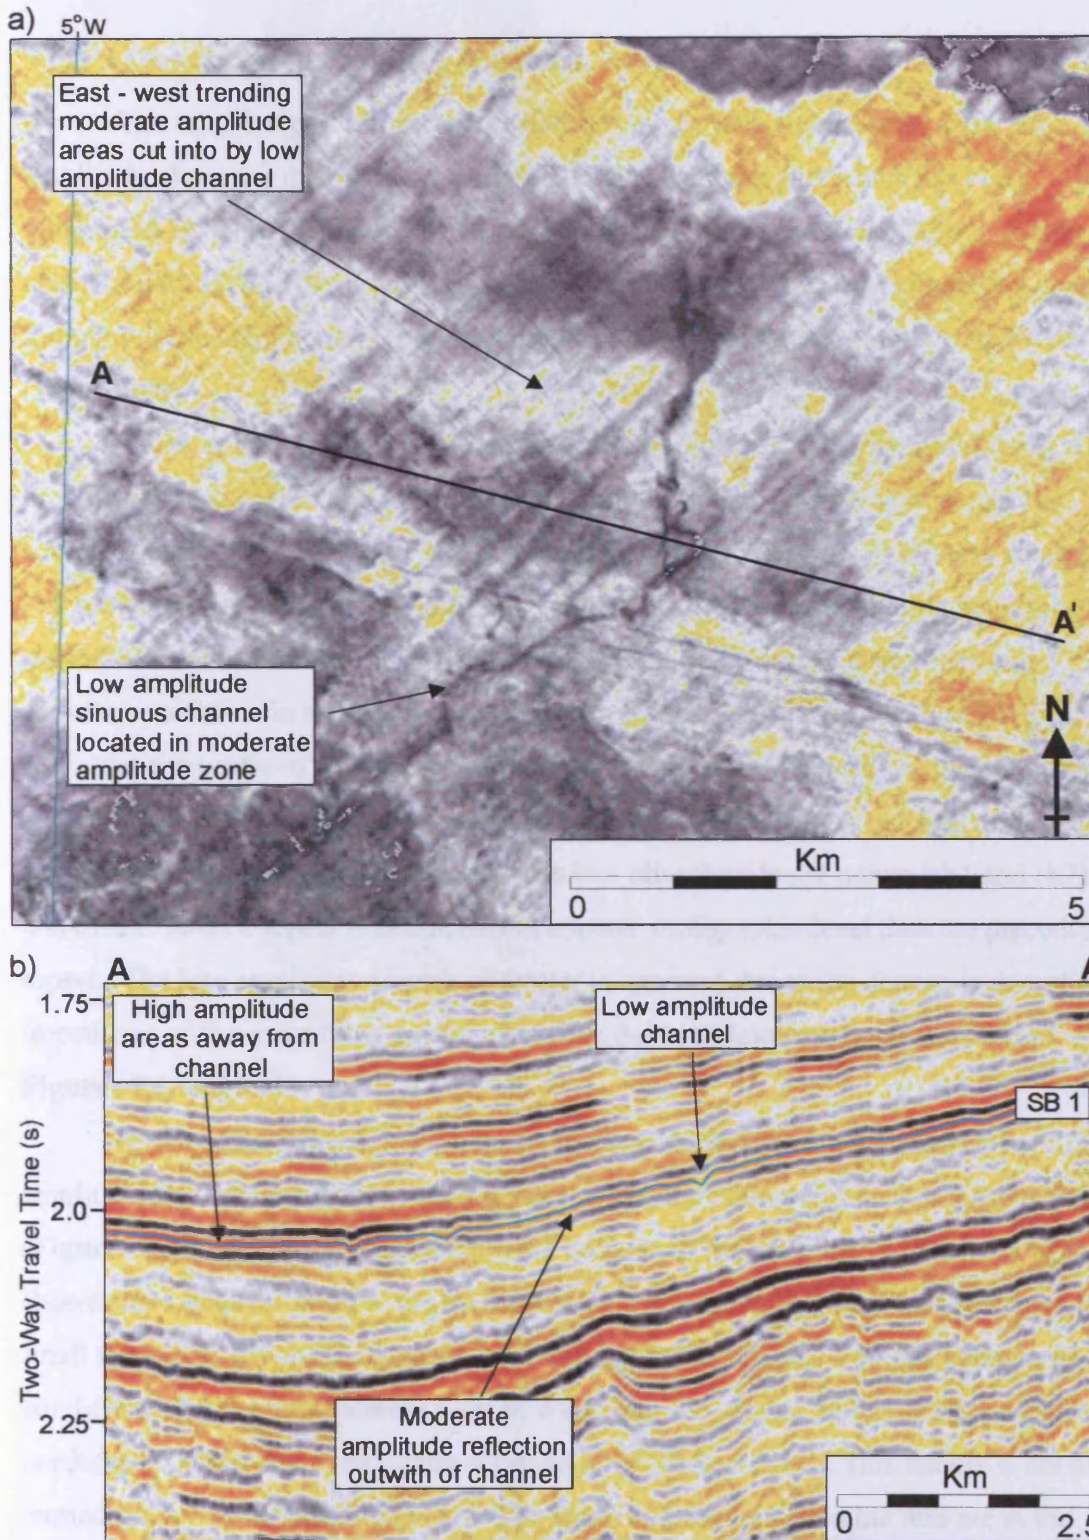 a)
5°W
East - west trending
moderate amplitude
areas cut into by low
amplitude channel
A
A'
Low amplitude
sinuous channel
located in moderate
amplitude zone
N
Km
0 5
b)
A
1.75
High amplitude
areas away from
channel
Low amplitude
channel
SB 1
Two-Way Travel Time (s)
2.0
2.25
Moderate
amplitude reflection
outwith of channel
Km
0